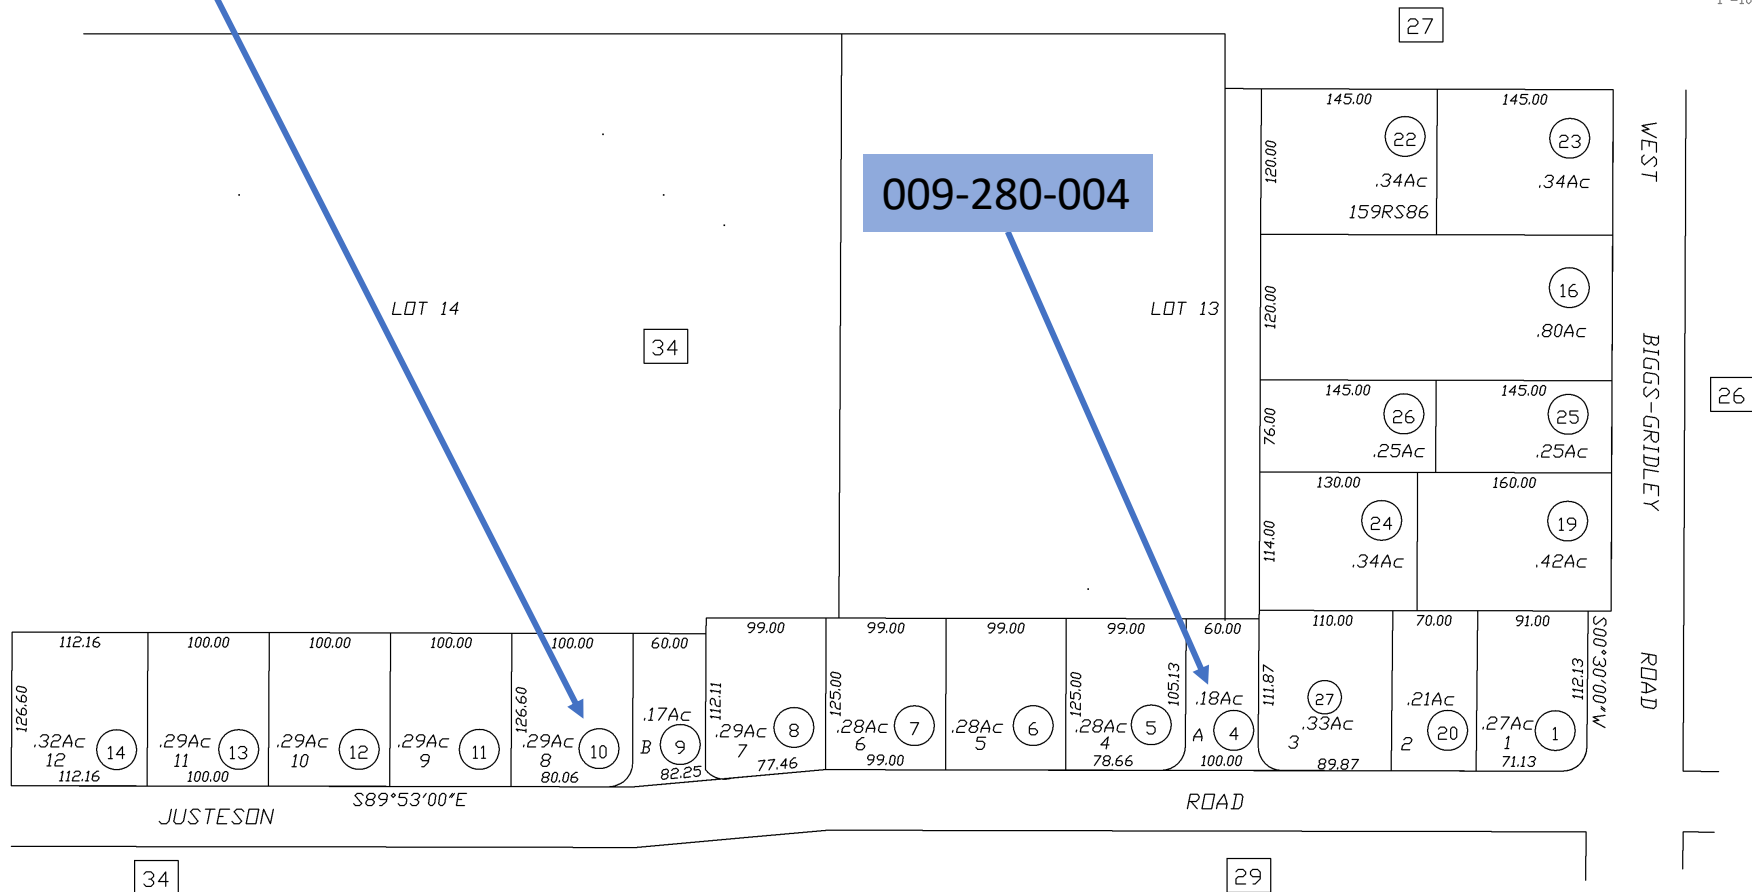 27
145.00
145.00
120.00
22
.34Ac
159RS86
23
.34Ac
WEST
009-280-004
LOT 14
34
LOT 13
120.00
16
.80Ac
145.00
145.00
76.00
26
.25Ac
25
.25Ac
BIGGS-GRIDLEY
26
130.00
160.00
114.00
24
.34Ac
19
.42Ac
ROAD
112.16
126.60
.32Ac
14
12
112.16
100.00
.29Ac
13
11
100.00
100.00
.29Ac
12
10
100.00
.29Ac
11
9
100.00
126.60
.29Ac
10
8
80.06
60.00
.17Ac
B
9
82.25
99.00
112.11
.29Ac
8
7
77.46
99.00
125.00
.28Ac
7
6
99.00
99.00
.28Ac
6
5
99.00
125.00
105.13
.28Ac
5
4
78.66
60.00
.18Ac
A
4
100.00
110.00
111.87
27
.33Ac
3
89.87
70.00
.21Ac
2
20
91.00
112.13
.27Ac
1
1
71.13
S00°30'00"W
S89°53'00"E
JUSTESON
ROAD
34
29